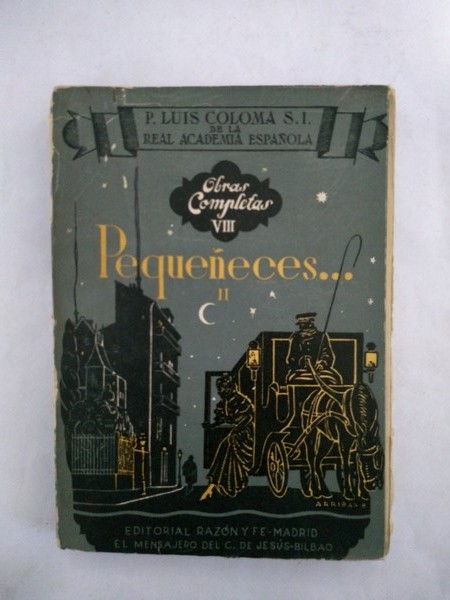 P. LUIS COLOMA S.I.
DE LA
REAL ACADEMIA ESPAÑOLA
Obras
Completas
VIII
Pequeñeces...
II
EDITORIAL RAZÓN Y FE-MADRID
EL MENSAJERO DEL C. DE JESÚS-BILBAO